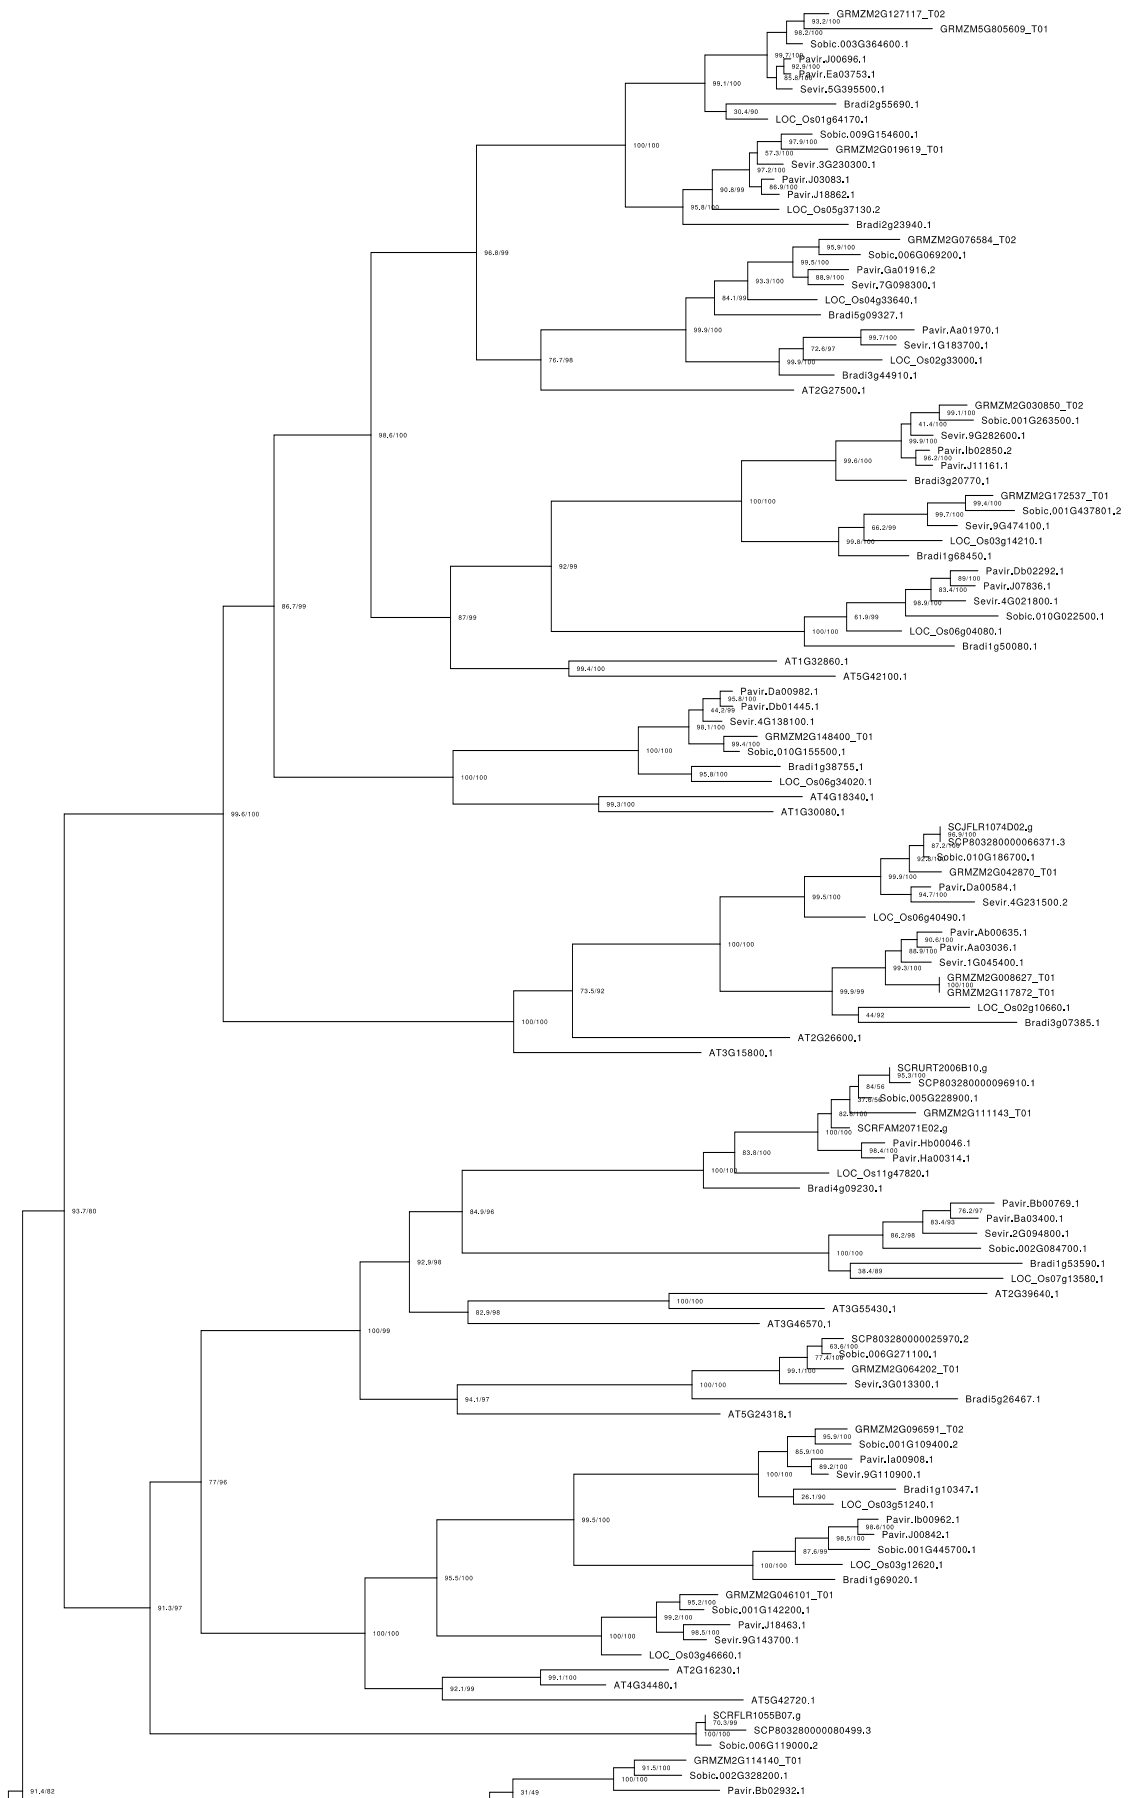 GRMZM2G127117_T02
93.2/100
GRMZM5G805609_T01
98.2/100
Sobic.003G364600.1
99.7/100
Pavir.J00696.1
92.9/100
Pavir.Ea03753.1
85.8/100
99.1/100
Sevir.5G395500.1
Bradi2g55690.1
30.4/90
LOC_Os01g64170.1
Sobic.009G154600.1
97.9/100
100/100
GRMZM2G019619_T01
57.3/100
Sevir.3G230300.1
97.2/100
Pavir.J03083.1
86.9/100
90.8/99
Pavir.J18862.1
95.8/100
LOC_Os05g37130.2
Bradi2g23940.1
GRMZM2G076584_T02
95.9/100
96.8/99
Sobic.006G069200.1
99.5/100
Pavir.Ga01916.2
88.9/100
93.3/100
Sevir.7G098300.1
84.1/99
LOC_Os04g33640.1
Bradi5g09327.1
99.9/100
Pavir.Aa01970.1
99.7/100
Sevir.1G183700.1
72.6/97
76.7/98
99.9/100
LOC_Os02g33000.1
Bradi3g44910.1
AT2G27500.1
GRMZM2G030850_T02
99.1/100
Sobic.001G263500.1
41.4/100
98.6/100
Sevir.9G282600.1
99.9/100
Pavir.Ib02850.2
96.2/100
99.6/100
Pavir.J11161.1
Bradi3g20770.1
GRMZM2G172537_T01
100/100
99.4/100
Sobic.001G437801.2
99.7/100
Sevir.9G474100.1
66.2/99
99.8/100
LOC_Os03g14210.1
Bradi1g68450.1
92/99
Pavir.Db02292.1
89/100
Pavir.J07836.1
83.4/100
Sevir.4G021800.1
98.9/100
86.7/99
87/99
61.9/99
Sobic.010G022500.1
100/100
LOC_Os06g04080.1
Bradi1g50080.1
AT1G32860.1
99.4/100
AT5G42100.1
Pavir.Da00982.1
95.8/100
Pavir.Db01445.1
44.2/99
Sevir.4G138100.1
98.1/100
GRMZM2G148400_T01
99.4/100
100/100
Sobic.010G155500.1
Bradi1g38755.1
100/100
95.8/100
LOC_Os06g34020.1
AT4G18340.1
99.3/100
99.6/100
AT1G30080.1
SCJFLR1074D02.g
96.9/100
SCP803280000066371.3
87.2/100
92.8/100
Sobic.010G186700.1
99.9/100
GRMZM2G042870_T01
Pavir.Da00584.1
94.7/100
99.5/100
Sevir.4G231500.2
LOC_Os06g40490.1
Pavir.Ab00635.1
90.6/100
100/100
Pavir.Aa03036.1
88.9/100
Sevir.1G045400.1
99.3/100
GRMZM2G008627_T01
100/100
73.5/92
99.9/99
GRMZM2G117872_T01
LOC_Os02g10660.1
44/92
100/100
Bradi3g07385.1
AT2G26600.1
AT3G15800.1
SCRURT2006B10.g
95.3/100
SCP803280000096910.1
84/56
Sobic.005G228900.1
37.6/56
GRMZM2G111143_T01
SCRFAM2071E02.g
100/100
Pavir.Hb00046.1
98.4/100
83.8/100
Pavir.Ha00314.1
100/100
LOC_Os11g47820.1
Bradi4g09230.1
93.7/80
84.9/96
Pavir.Bb00769.1
76.2/97
Pavir.Ba03400.1
83.4/93
Sevir.2G094800.1
86.2/98
Sobic.002G084700.1
100/100
92.9/98
Bradi1g53590.1
38.4/89
LOC_Os07g13580.1
AT2G39640.1
100/100
82.9/98
AT3G55430.1
AT3G46570.1
100/99
SCP803280000025970.2
63.6/100
Sobic.006G271100.1
77.4/100
99.1/100
GRMZM2G064202_T01
100/100
Sevir.3G013300.1
94.1/97
Bradi5g26467.1
AT5G24318.1
GRMZM2G096591_T02
95.9/100
Sobic.001G109400.2
85.9/100
Pavir.Ia00908.1
89.2/100
100/100
Sevir.9G110900.1
77/96
Bradi1g10347.1
26.1/90
LOC_Os03g51240.1
99.5/100
Pavir.Ib00962.1
98.6/100
Pavir.J00842.1
98.5/100
Sobic.001G445700.1
87.6/99
100/100
LOC_Os03g12620.1
95.5/100
Bradi1g69020.1
GRMZM2G046101_T01
95.2/100
Sobic.001G142200.1
91.3/97
99.2/100
Pavir.J18463.1
98.5/100
100/100
100/100
Sevir.9G143700.1
LOC_Os03g46660.1
AT2G16230.1
99.1/100
92.1/99
AT4G34480.1
AT5G42720.1
SCRFLR1055B07.g
70.3/99
SCP803280000080499.3
100/100
Sobic.006G119000.2
GRMZM2G114140_T01
91.5/100
Sobic.002G328200.1
100/100
91.4/82
31/49
Pavir.Bb02932.1